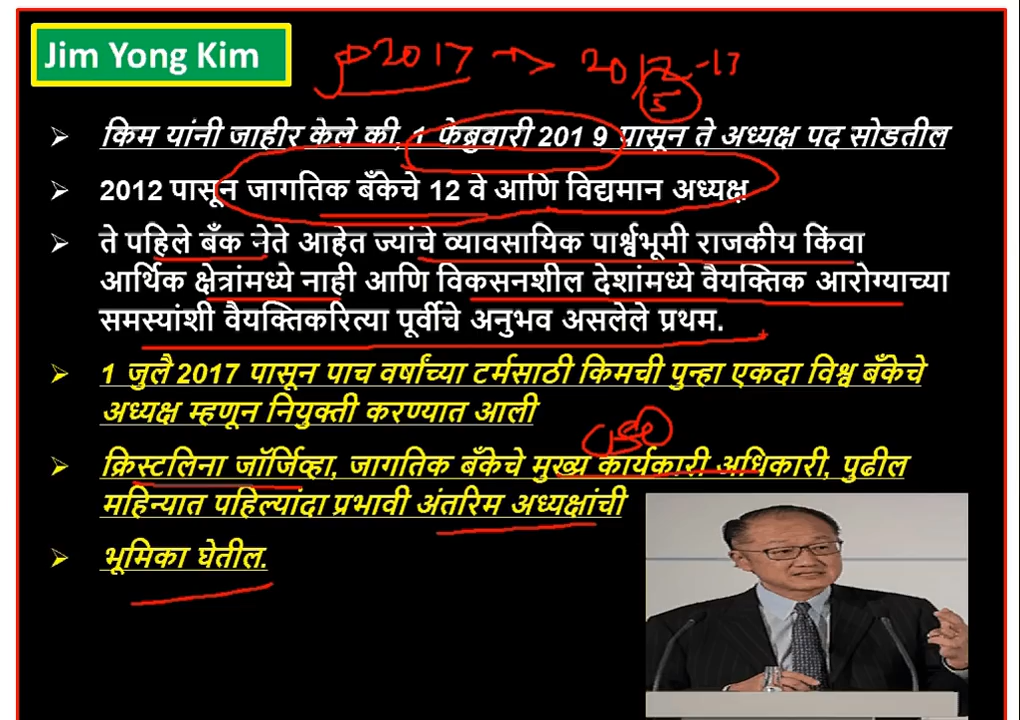 Jim Yong Kim
2017 → 2012-17
5
किम यांनी जाहीर केले की, 1 फेब्रुवारी 201 9 पासून ते अध्यक्ष पद सोडतील
2012 पासून जागतिक बँकेचे 12 वे आणि विद्यमान अध्यक्ष
ते पहिले बँक नेते आहेत ज्यांचे व्यावसायिक पार्श्वभूमी राजकीय किंवा
आर्थिक क्षेत्रांमध्ये नाही आणि विकसनशील देशांमध्ये वैयक्तिक आरोग्याच्या
समस्यांशी वैयक्तिकरित्या पूर्वीचे अनुभव असलेले प्रथम.
1 जुलै 2017 पासून पाच वर्षांच्या टर्मसाठी किमची पुन्हा एकदा विश्व बँकेचे
अध्यक्ष म्हणून नियुक्ती करण्यात आली
क्रिस्टलिना जॉर्जिव्हा, जागतिक बँकेचे मुख्य कार्यकारी अधिकारी, पुढील
महिन्यात पहिल्यांदा प्रभावी अंतरिम अध्यक्षांची
भूमिका घेतील.